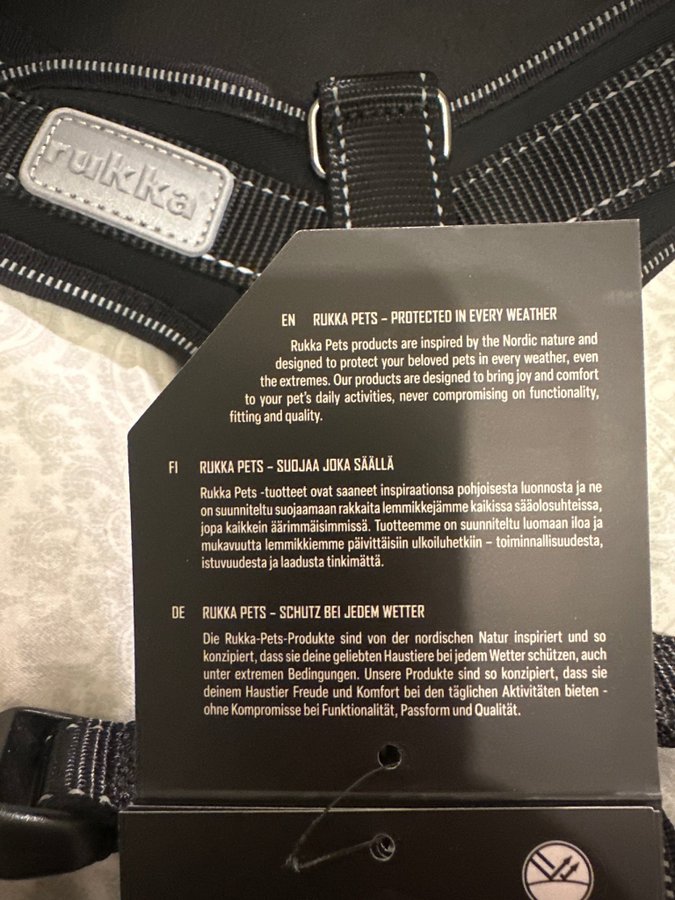 rukka
EN RUKKA PETS – PROTECTED IN EVERY WEATHER
Rukka Pets products are inspired by the Nordic nature and
designed to protect your beloved pets in every weather, even
the extremes. Our products are designed to bring joy and comfort
to your pet's daily activities, never compromising on functionality,
fitting and quality.
FI RUKKA PETS – SUOJAA JOKA SÄÄLLÄ
Rukka Pets -tuotteet ovat saaneet inspiraationsa pohjoisesta luonnosta ja ne
on suunniteltu suojaamaan rakkaita lemmikkejämme kaikissa sääolosuhteissa,
jopa kaikkein äärimmäisimmissä. Tuotteemme on suunniteltu luomaan iloa ja
mukavuutta lemmikkiemme päivittäisiin ulkoiluhetkiin – toiminnallisuudesta,
istuvuudesta ja laadusta tinkimättä.
DE RUKKA PETS – SCHUTZ BEI JEDEM WETTER
Die Rukka-Pets-Produkte sind von der nordischen Natur inspiriert und so
konzipiert, dass sie deine geliebten Haustiere bei jedem Wetter schützen, auch
unter extremen Bedingungen. Unsere Produkte sind so konzipiert, dass sie
deinem Haustier Freude und Komfort bei den täglichen Aktivitäten bieten -
ohne Kompromisse bei Funktionalität, Passform und Qualität.